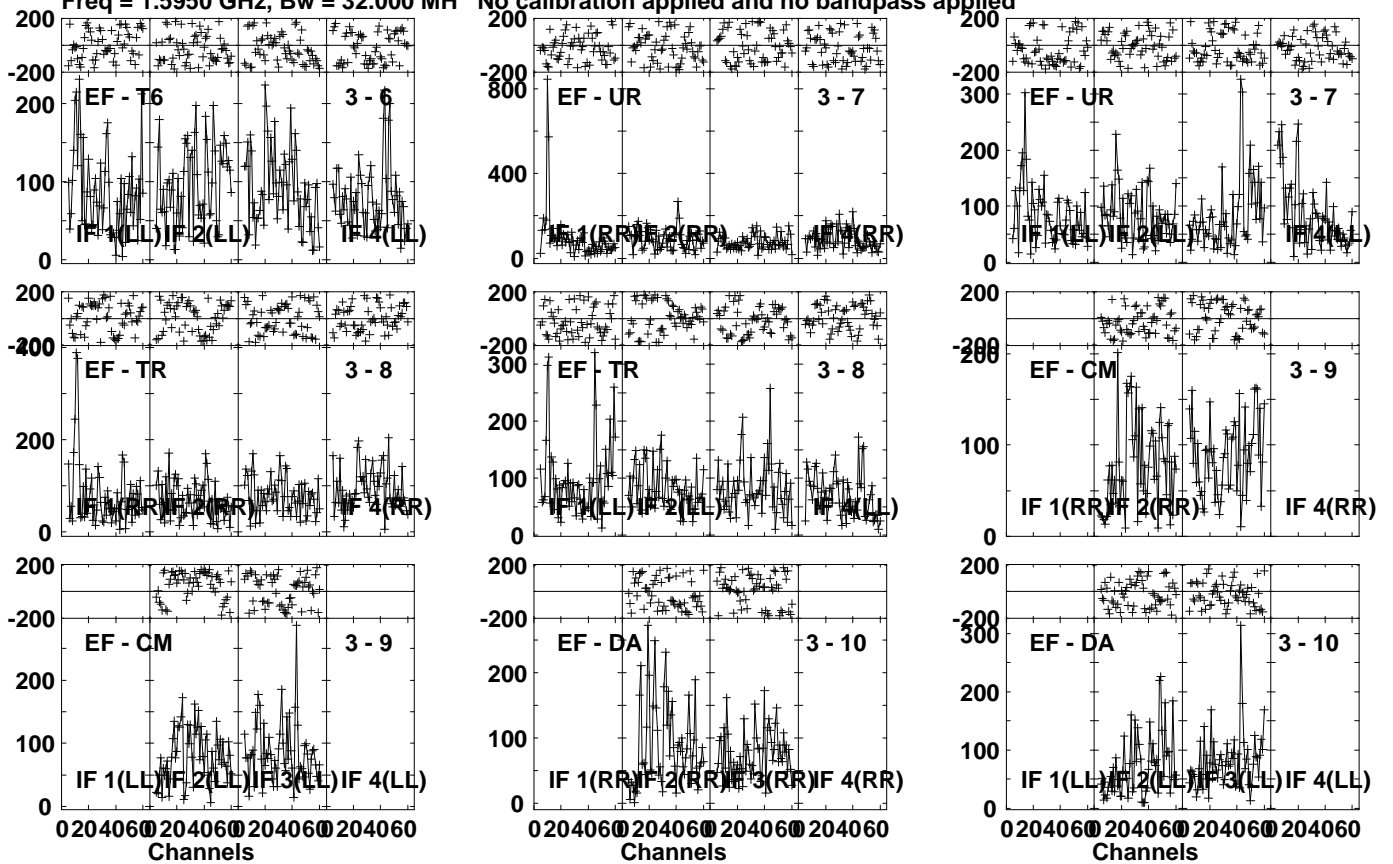 Freq = 1.5950 GHz, Bw = 32.000 MH No calibration applied and no bandpass applied
200 200 200
-200 -200 -200
EF - T6 3 - 6 EF - UR 3 - 7 EF - UR 3 - 7
200 800 300
100 400 200
0 0 100
0
IF 1(LL) IF 2(LL) IF 4(LL) IF 1(RR) IF 2(RR) IF 4(RR) IF 1(LL) IF 2(LL) IF 4(LL)
200 200 200
-200 -200 -200
EF - TR 3 - 8 EF - TR 3 - 8 EF - CM 3 - 9
400 300 200
200 200 100
0 100 0
0
IF 1(RR) IF 2(RR) IF 4(RR) IF 1(LL) IF 2(LL) IF 4(LL) IF 1(RR) IF 2(RR) IF 4(RR)
200 200 200
-200 -200 -200
EF - CM 3 - 9 EF - DA 3 - 10 EF - DA 3 - 10
200 200 300
100 100 200
0 0 100
0
IF 1(LL) IF 2(LL) IF 3(LL) IF 4(LL) IF 1(RR) IF 2(RR) IF 3(RR) IF 4(RR) IF 1(LL) IF 2(LL) IF 3(LL) IF 4(LL)
0 20 40 60 0 20 40 60 0 20 40 60 0 20 40 60 0 20 40 60 0 20 40 60 0 20 40 60 0 20 40 60 0 20 40 60 0 20 40 60 0 20 40 60 0 20 40 60
Channels Channels Channels